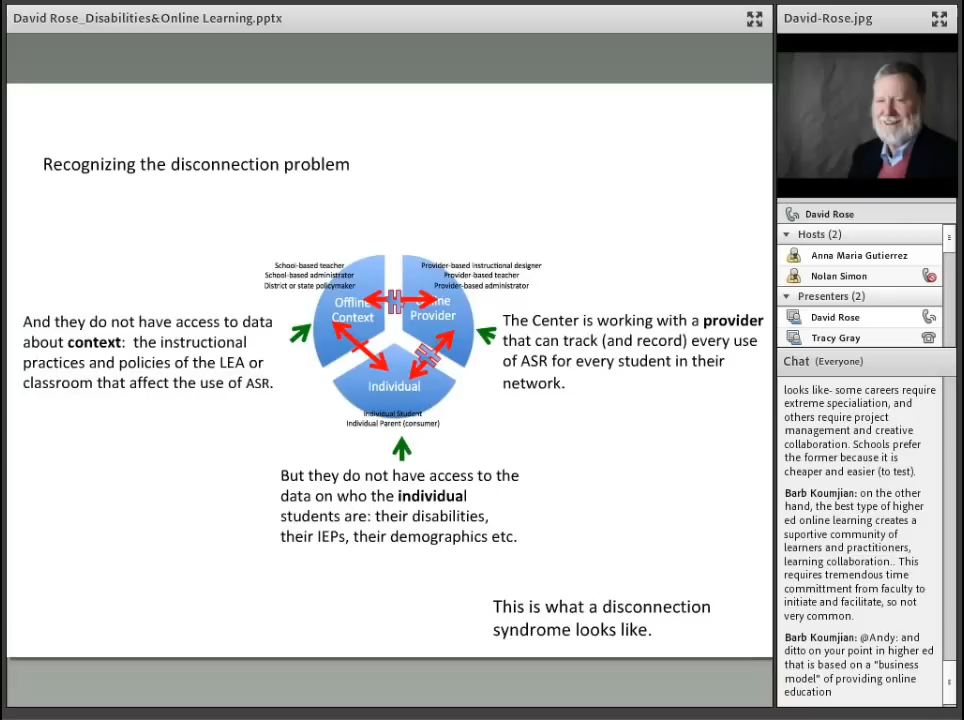 David Rose_Disabilities&Online Learning.pptx
Recognizing the disconnection problem
School-based teacher
School-based administrator
District or state policymaker
Provider-based instructional designer
Provider-based teacher
Provider-based administrator
Offline
Context
Provider
Individual
Individual Student
Individual Parent (consumer)
And they do not have access to data
about context: the instructional
practices and policies of the LEA or
classroom that affect the use of ASR.
The Center is working with a provider
that can track (and record) every use
of ASR for every student in their
network.
But they do not have access to the
data on who the individual
students are: their disabilities,
their IEPs, their demographics etc.
This is what a disconnection
syndrome looks like.
David-Rose.jpg
David Rose
Hosts (2)
Anna Maria Gutierrez
Nolan Simon
Presenters (2)
David Rose
Tracy Gray
Chat (Everyone)
looks like- some careers require
extreme specialiation, and
others require project
management and creative
collaboration. Schools prefer
the former because it is
cheaper and easier (to test).
Barb Koumjian: on the other
hand, the best type of higher
ed online learning creates a
suportive community of
learners and practitioners,
learning collaboration.. This
requires tremendous time
committment from faculty to
initiate and facilitate, so not
very common.
Barb Koumjian: @Andy: and
ditto on your point in higher ed
that is based on a "business
model" of providing online
education